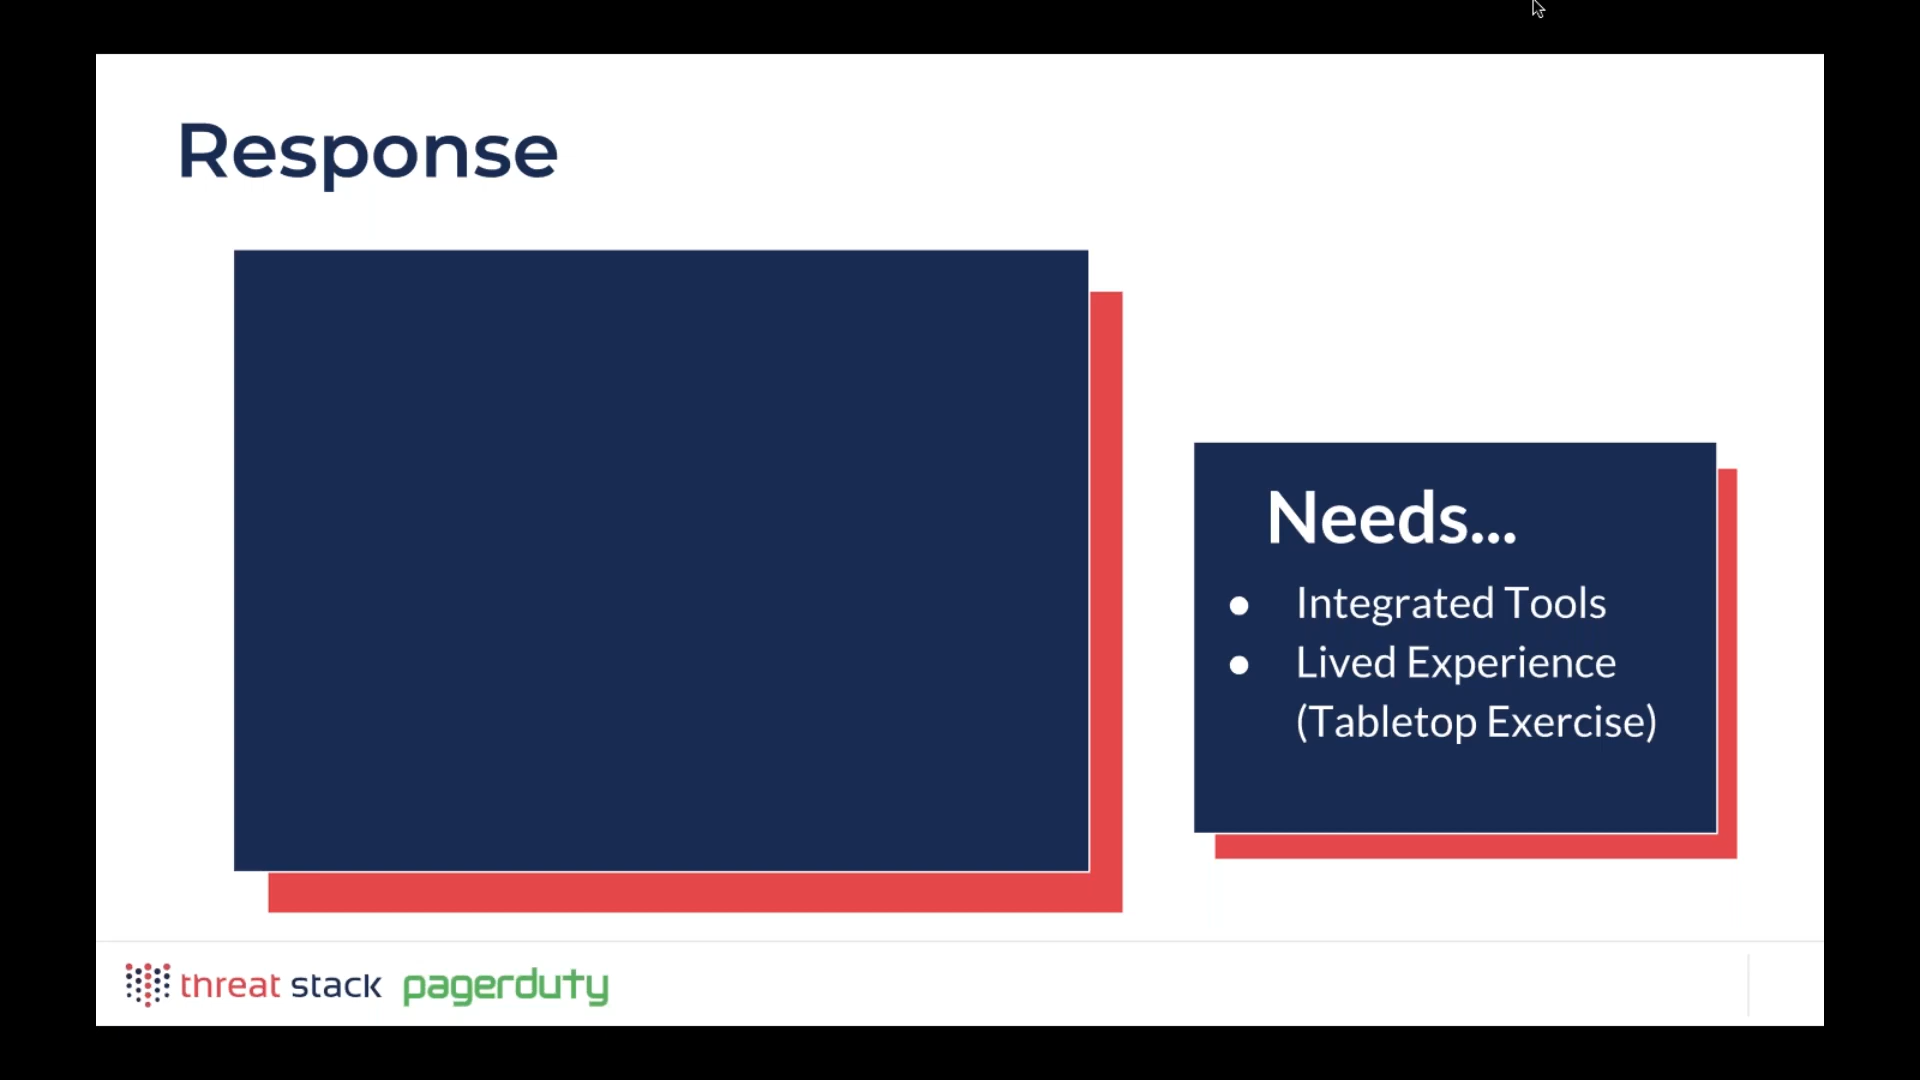 Response
Needs...
● Integrated Tools
● Lived Experience
(Tabletop Exercise)
threat stack pagerduty